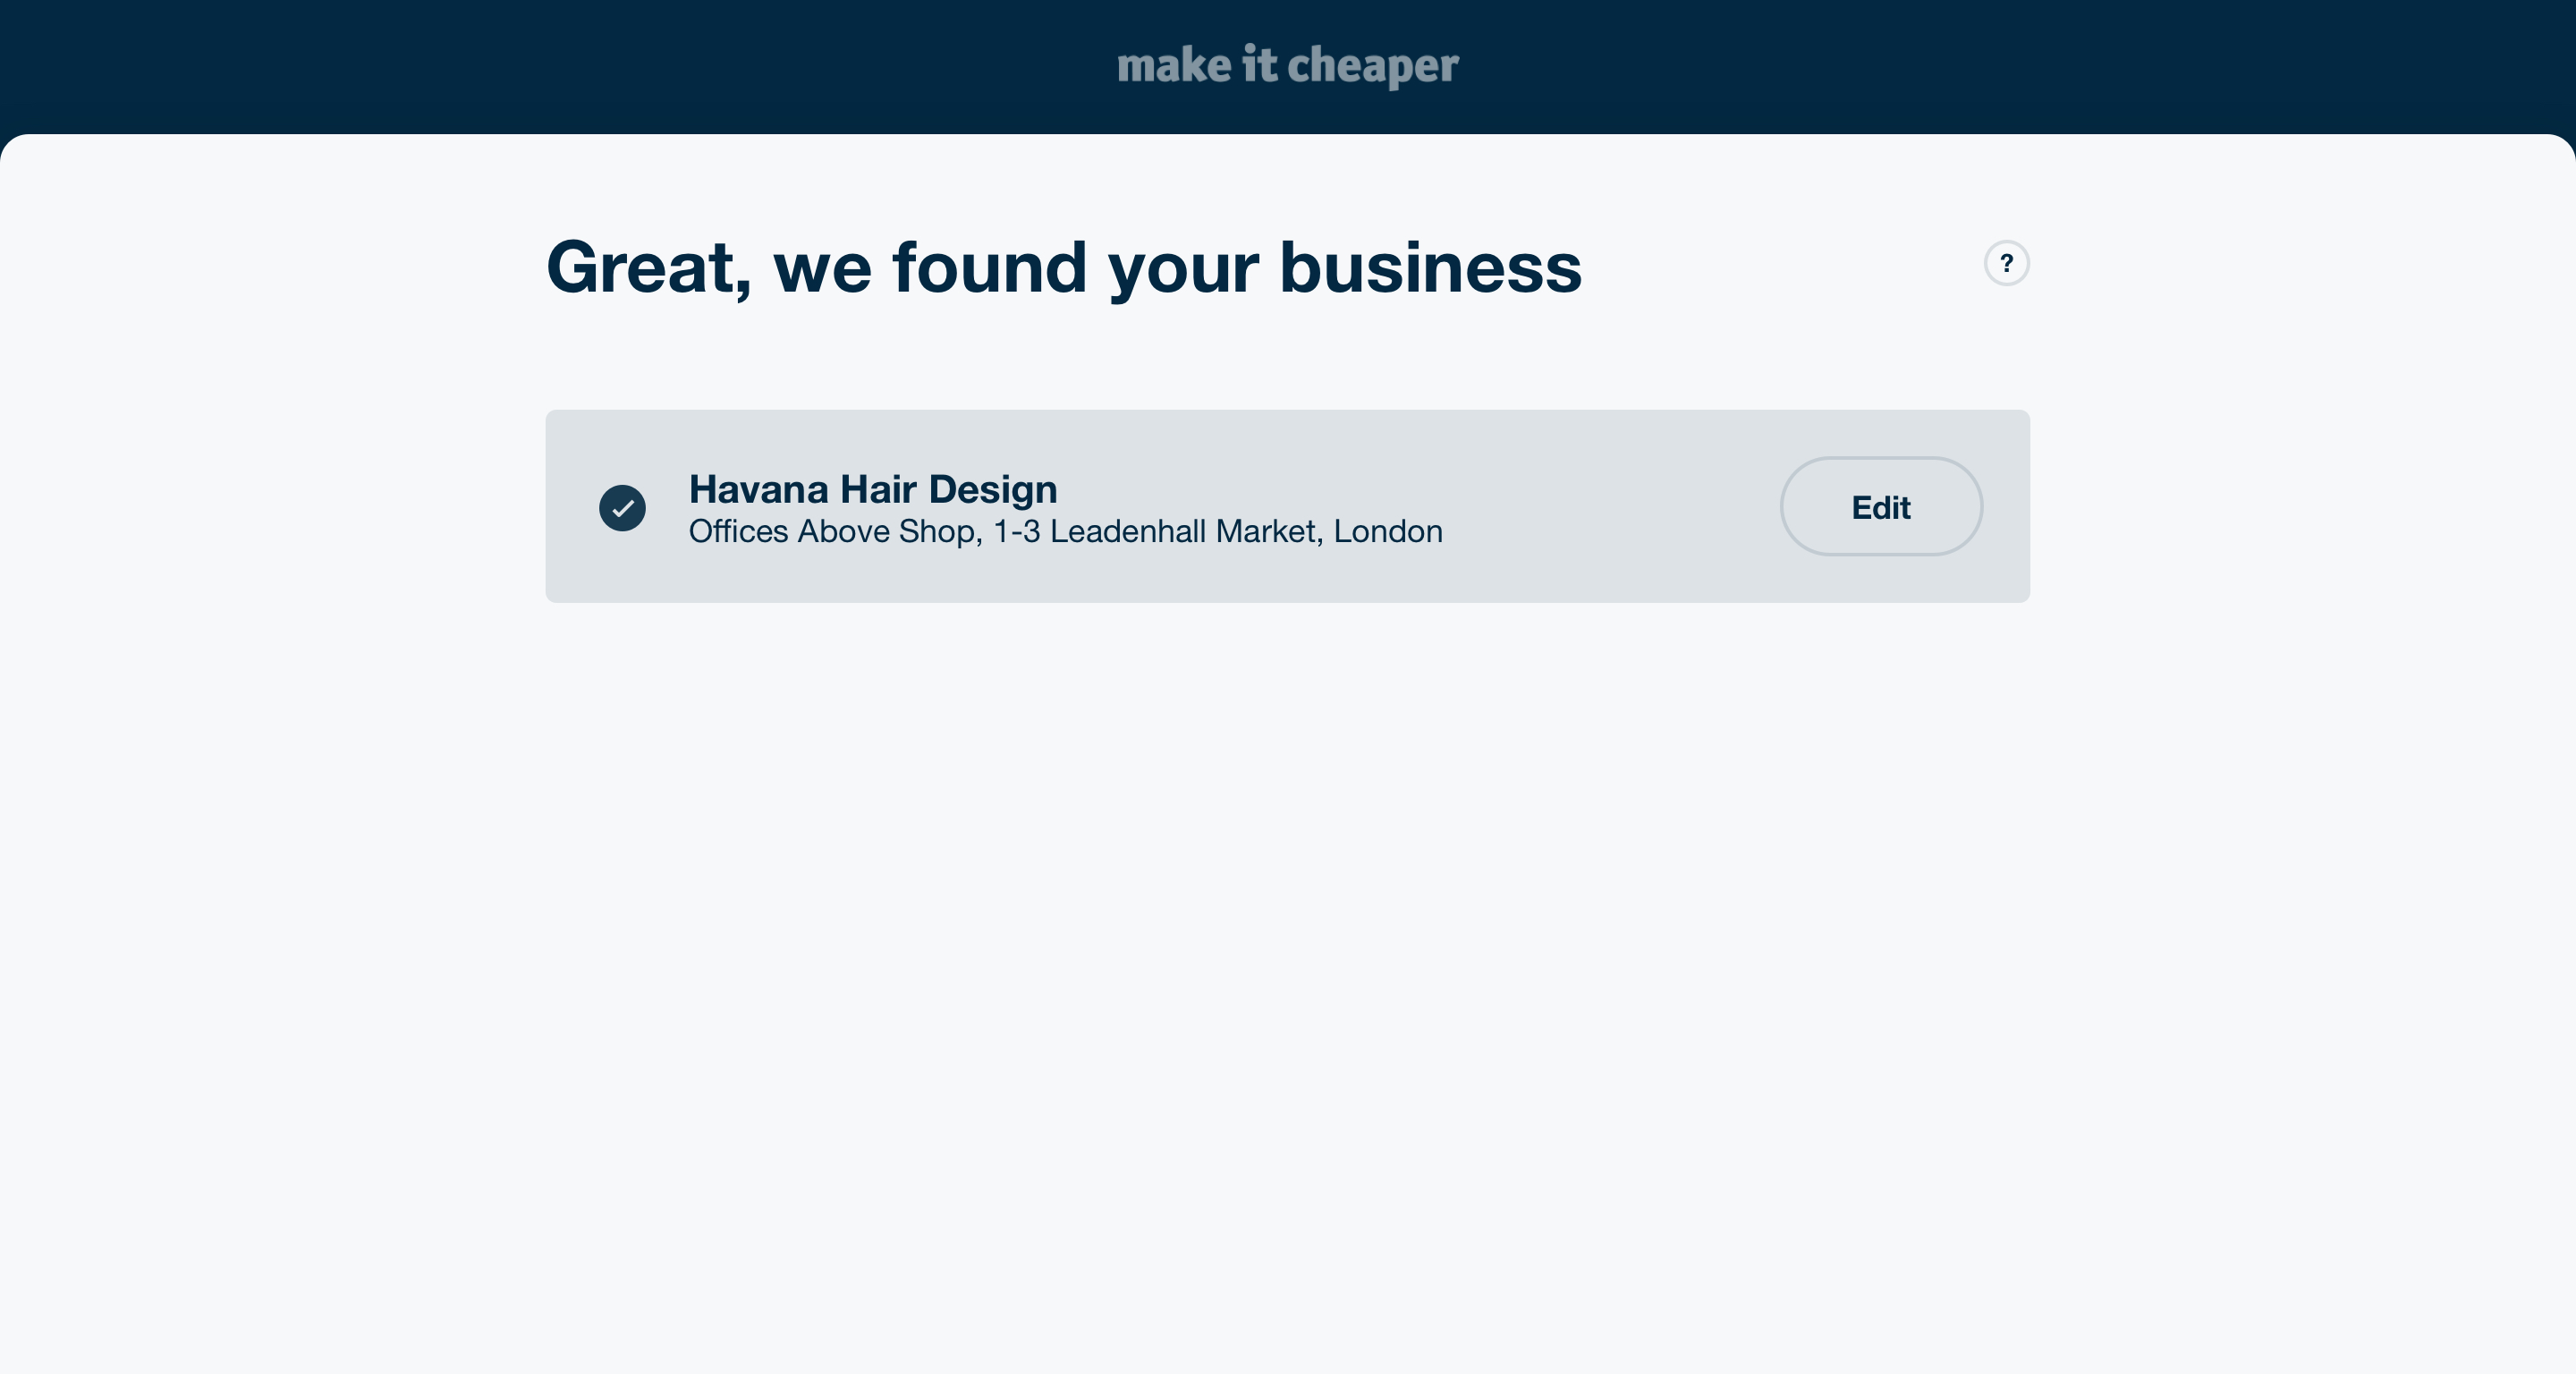 make it cheaper
Great, we found your business
?
Havana Hair Design
Offices Above Shop, 1-3 Leadenhall Market, London
Edit